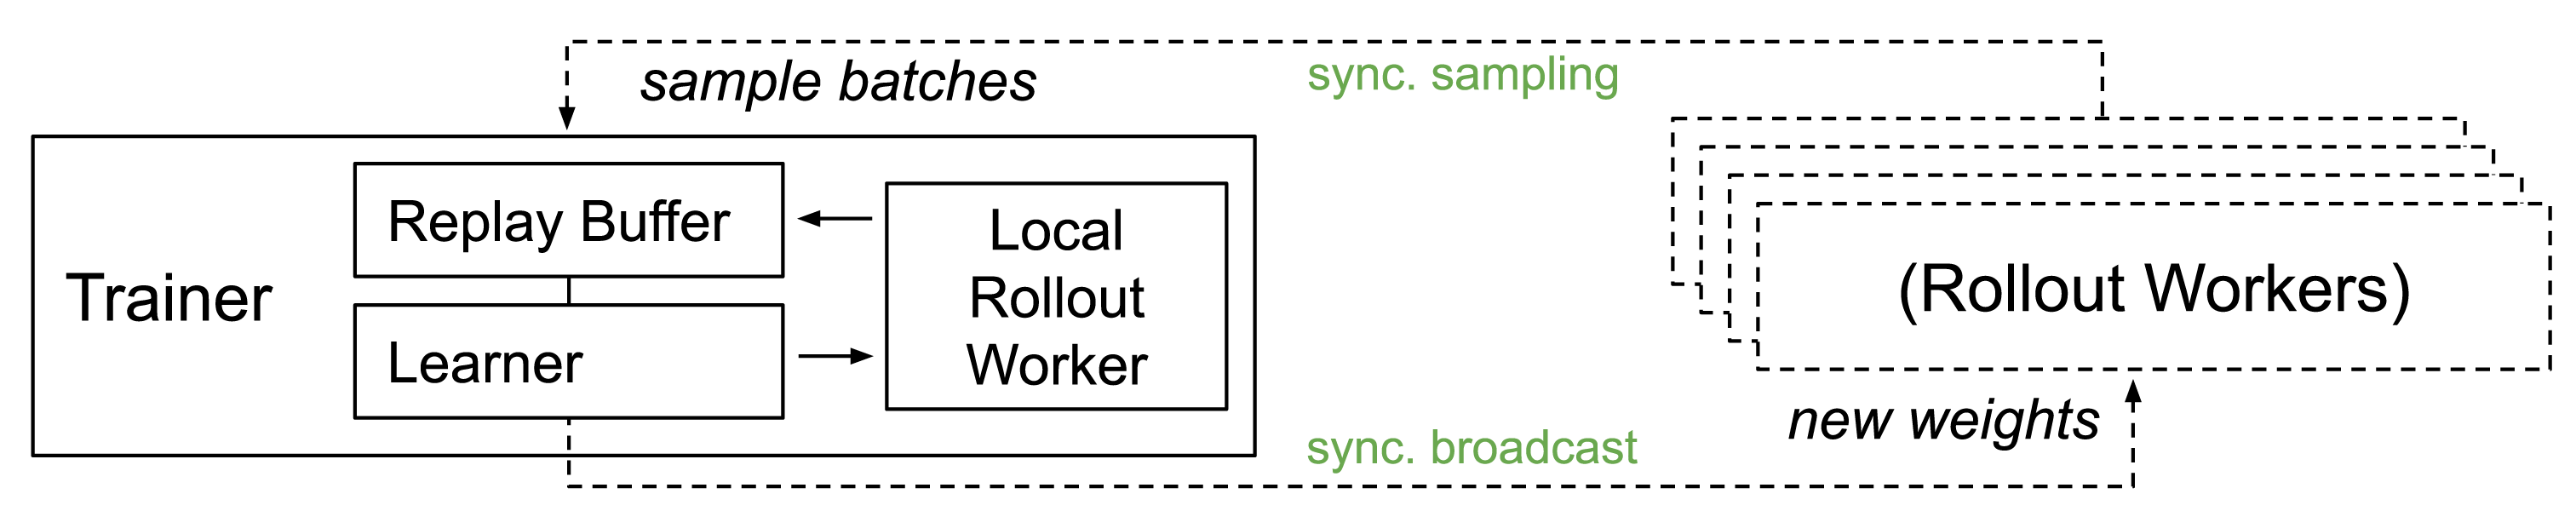 sample batches
sync. sampling
Trainer
Replay Buffer
Learner
Local
Rollout
Worker
(Rollout Workers)
new weights
sync. broadcast